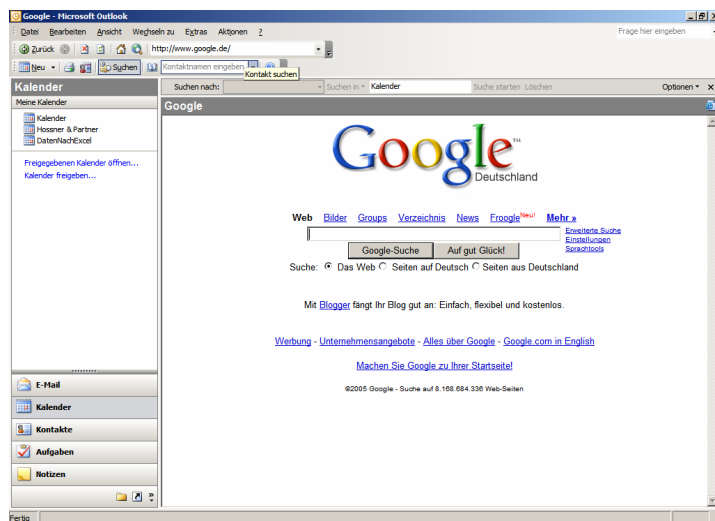 Google - Microsoft Outlook
Datei Bearbeiten Ansicht Wechseln zu Extras Aktionen ? Frage hier eingeben
Zurück http://www.google.de/
Neu Suchen Kontaktnamen eingeben
Kontakt suchen
Kalender Suchen nach: Suchen in Kalender Suche starten Löschen Optionen
Meine Kalender
Google
Kalender
Hossner & Partner
DatenNachExcel
Freigegebenen Kalender öffnen...
Kalender freigeben...
Google™
Deutschland
Web Bilder Groups Verzeichnis News Froogle Neu! Mehr »
Erweiterte Suche
Einstellungen
Sprachtools
Google-Suche Auf gut Glück!
Suche: Das Web Seiten auf Deutsch Seiten aus Deutschland
Mit Blogger fängt Ihr Blog gut an: Einfach, flexibel und kostenlos.
Werbung - Unternehmensangebote - Alles über Google - Google.com in English
Machen Sie Google zu Ihrer Startseite!
©2005 Google - Suche auf 8.168.684.336 Web-Seiten
E-Mail
Kalender
Kontakte
Aufgaben
Notizen
Fertig